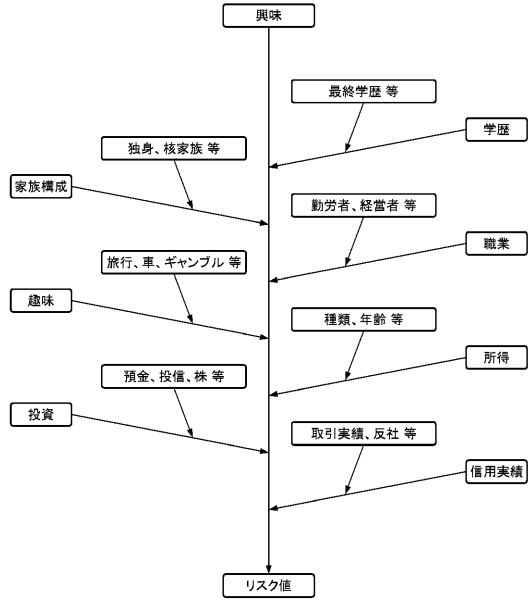 興味
最終学歴 等
学歴
独身、核家族 等
家族構成
勤労者、経営者 等
職業
旅行、車、ギャンブル 等
趣味
種類、年齢 等
所得
預金、投信、株 等
投資
取引実績、反社 等
信用実績
リスク値